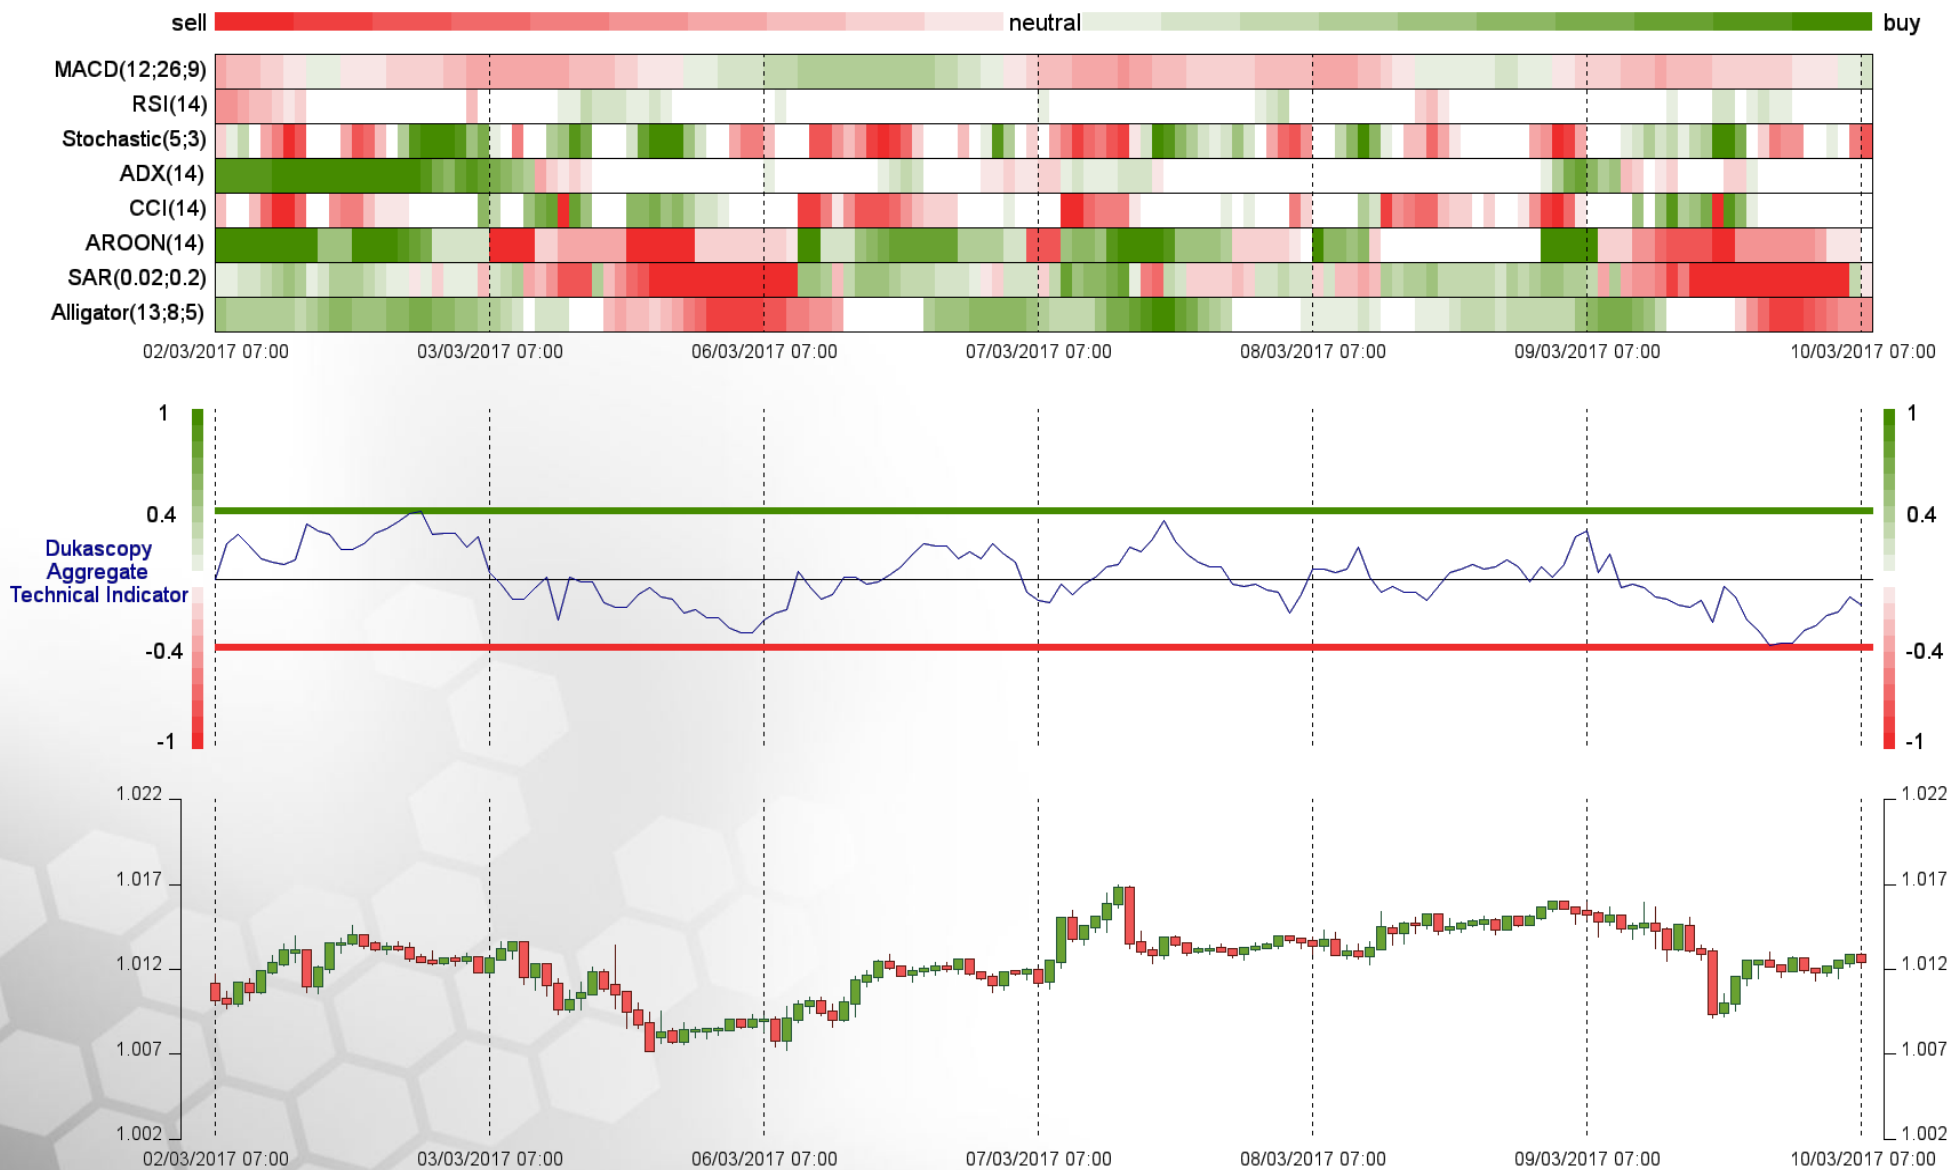 sell neutral buy
MACD(12;26;9)
RSI(14)
Stochastic(5;3)
ADX(14)
CCI(14)
AROON(14)
SAR(0.02;0.2)
Alligator(13;8;5)
02/03/2017 07:00 03/03/2017 07:00 06/03/2017 07:00 07/03/2017 07:00 08/03/2017 07:00 09/03/2017 07:00 10/03/2017 07:00
1 1
0.4 0.4
Dukascopy
Aggregate
Technical Indicator
-0.4 -0.4
-1 -1
1.022 1.022
1.017 1.017
1.012 1.012
1.007 1.007
1.002 1.002
02/03/2017 07:00 03/03/2017 07:00 06/03/2017 07:00 07/03/2017 07:00 08/03/2017 07:00 09/03/2017 07:00 10/03/2017 07:00